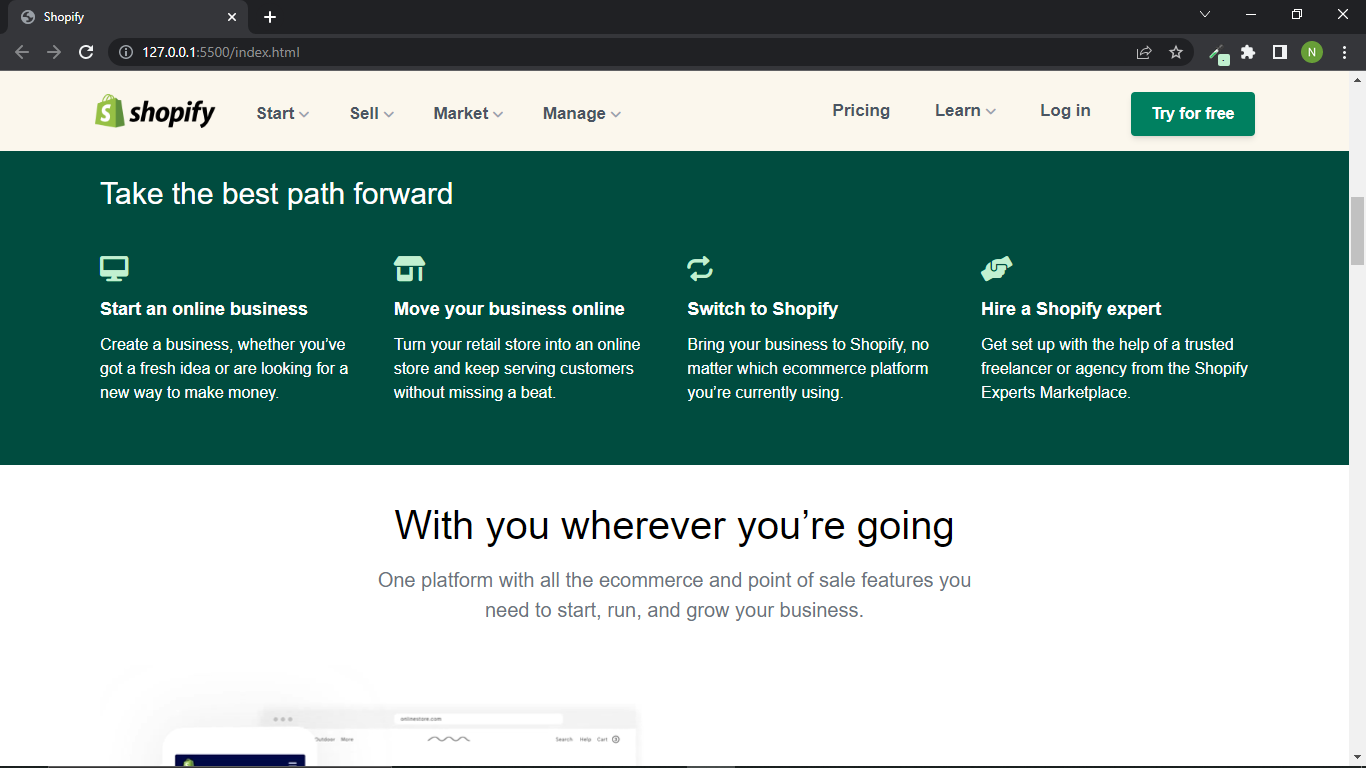 Shopify
127.0.0.1:5500/index.html
N
shopify
Start
Sell
Market
Manage
Pricing
Learn
Log in
Try for free
Take the best path forward
Start an online business
Create a business, whether you’ve
got a fresh idea or are looking for a
new way to make money.
Move your business online
Turn your retail store into an online
store and keep serving customers
without missing a beat.
Switch to Shopify
Bring your business to Shopify, no
matter which ecommerce platform
you’re currently using.
Hire a Shopify expert
Get set up with the help of a trusted
freelancer or agency from the Shopify
Experts Marketplace.
With you wherever you’re going
One platform with all the ecommerce and point of sale features you
need to start, run, and grow your business.
onlinestore.com
Outdoor More
Search Help Cart